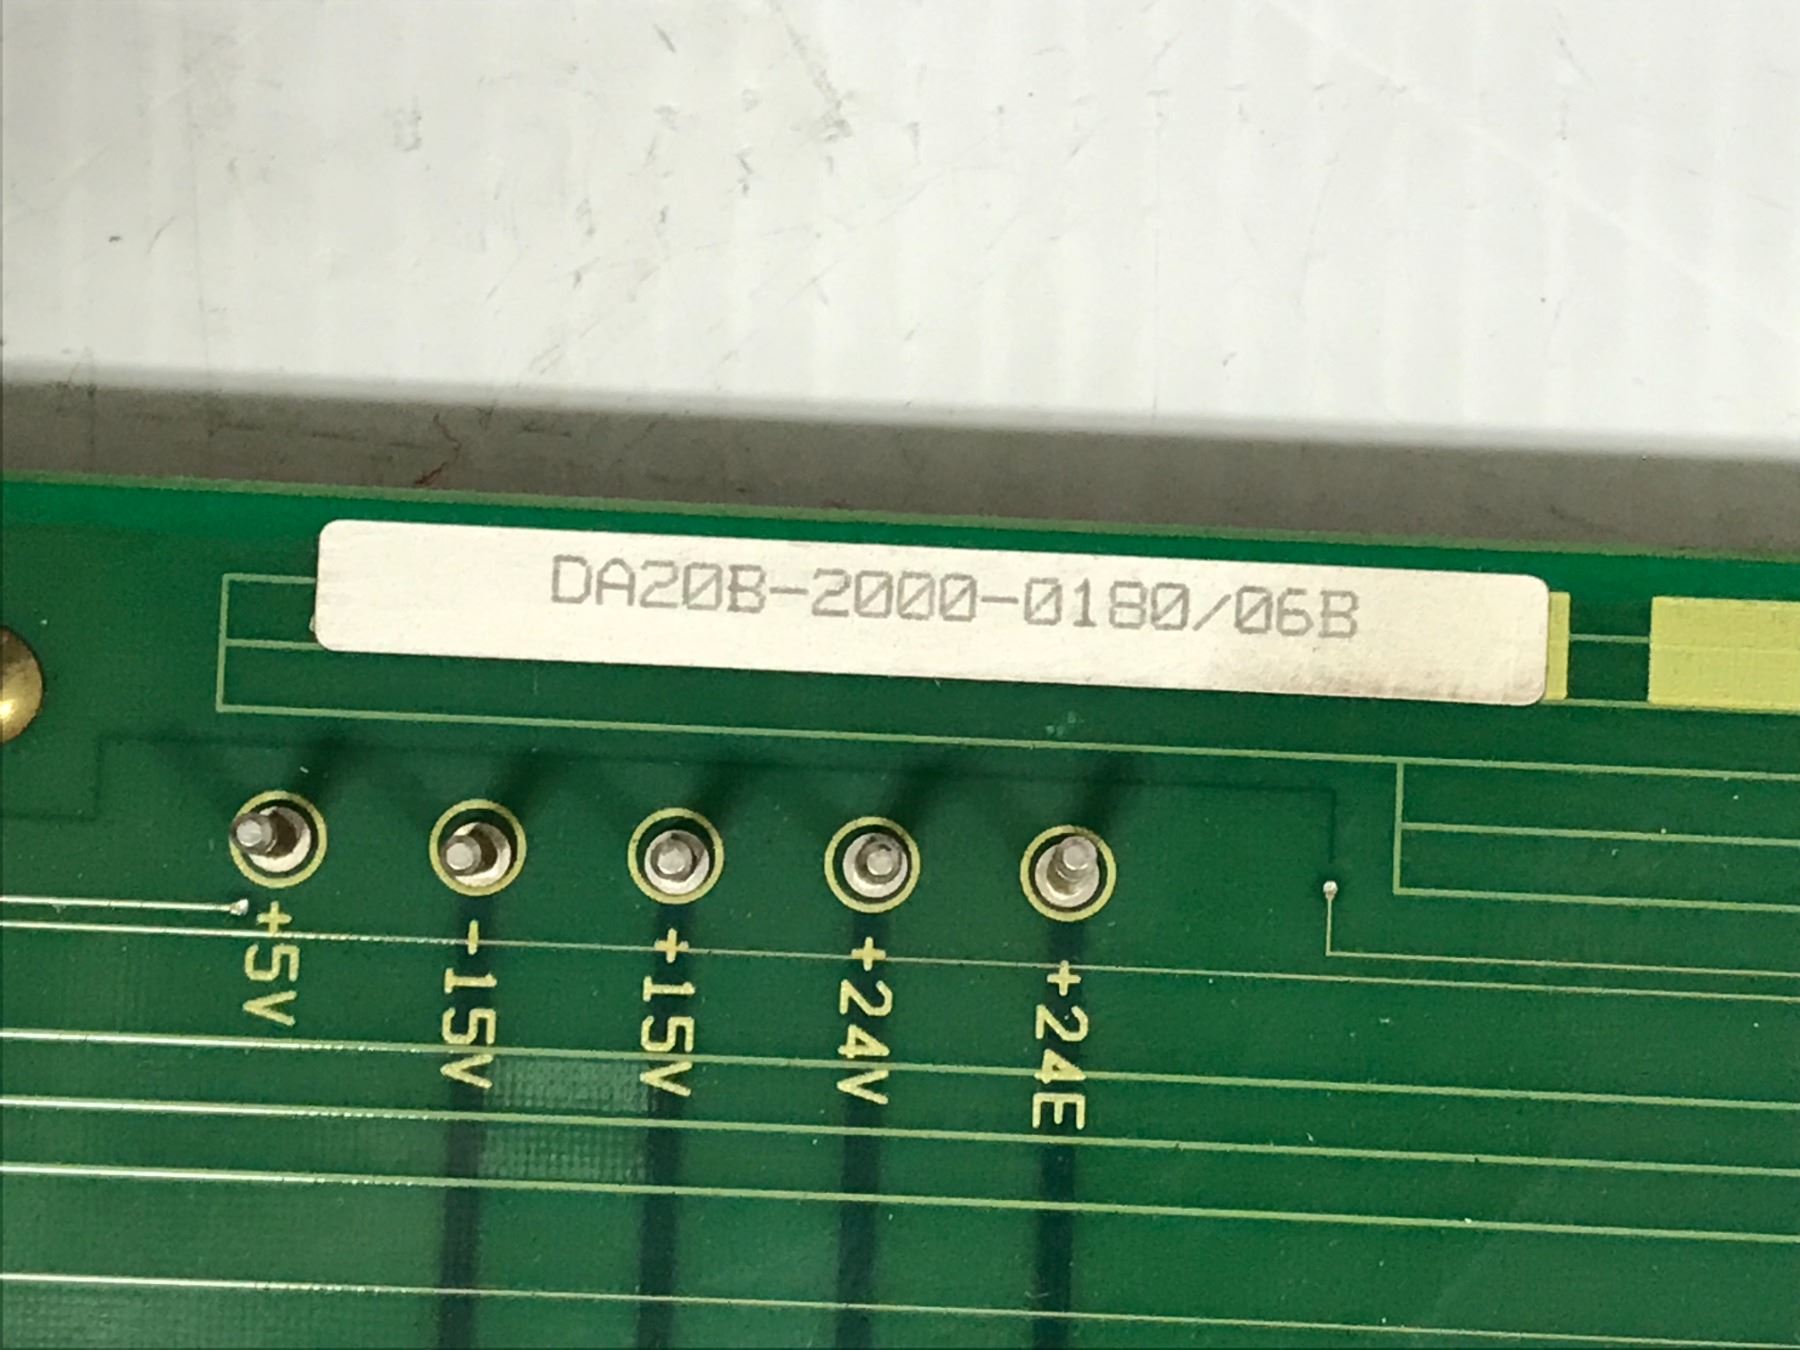 DA20B-2000-0180/06B
+5V
-15V
+15V
+24V
+24E